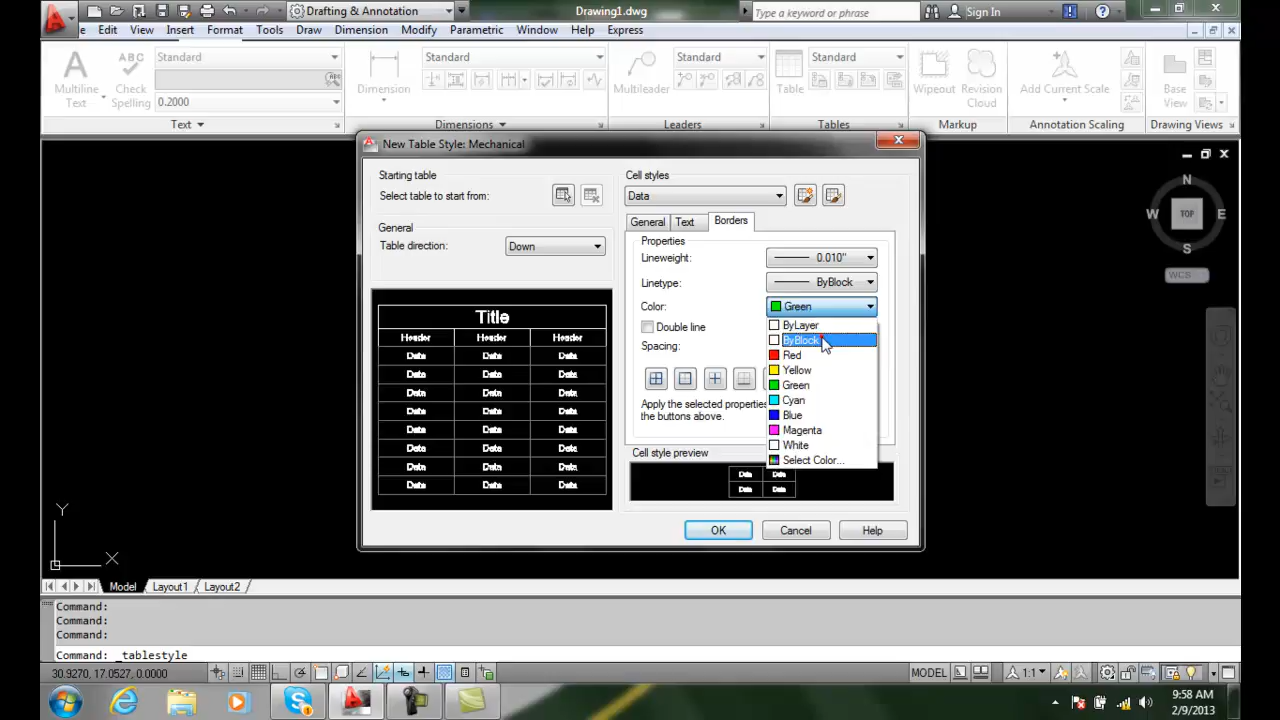 Drafting & Annotation
Drawing1.dwg
Type a keyword or phrase
Sign In
Edit View Insert Format Tools Draw Dimension Modify Parametric Window Help Express
Multiline Text
ABC
Check Spelling
Standard
0.2000
Text
Dimension
Standard
Dimensions
Multileader
Standard
Leaders
Table
Standard
Tables
Wipeout
Revision Cloud
Markup
Add Current Scale
Annotation Scaling
Base View
Drawing Views
New Table Style: Mechanical
Starting table
Select table to start from:
General
Table direction:
Down
Title
Header Header Header
Data Data Data
Data Data Data
Data Data Data
Data Data Data
Data Data Data
Data Data Data
Data Data Data
Data Data Data
Cell styles
Data
General Text Borders
Properties
Lineweight: 0.010"
Linetype: ByBlock
Color: Green
Double line
Spacing:
ByLayer
ByBlock
Red
Yellow
Green
Cyan
Blue
Magenta
White
Select Color...
Apply the selected properties
the buttons above.
Cell style preview
Data Data
Data Data
OK Cancel Help
N
W TOP E
S
WCS
Y
X
Model Layout1 Layout2
Command:
Command:
Command:
Command: _tablestyle
30.9270, 17.0527, 0.0000
MODEL
1:1
9:58 AM
2/9/2013